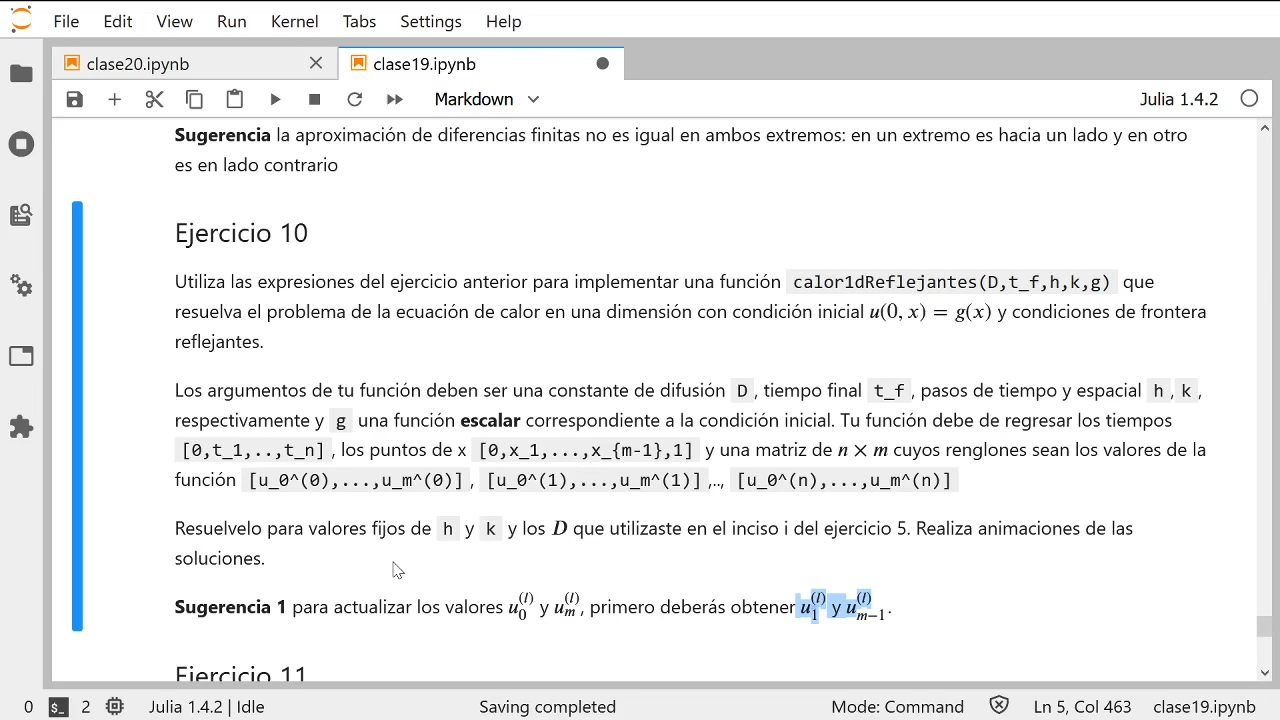 File Edit View Run Kernel Tabs Settings Help
clase20.ipynb clase19.ipynb
Markdown Julia 1.4.2
Sugerencia la aproximación de diferencias finitas no es igual en ambos extremos: en un extremo es hacia un lado y en otro
es en lado contrario
Ejercicio 10
Utiliza las expresiones del ejercicio anterior para implementar una función calor1dReflejantes(D,t_f,h,k,g) que
resuelva el problema de la ecuación de calor en una dimensión con condición inicial u(0, x) = g(x) y condiciones de frontera
reflejantes.
Los argumentos de tu función deben ser una constante de difusión D , tiempo final t_f , pasos de tiempo y espacial h , k ,
respectivamente y g una función escalar correspondiente a la condición inicial. Tu función debe de regresar los tiempos
[0,t_1,..,t_n] , los puntos de x [0,x_1,...,x_{m-1},1] y una matriz de n × m cuyos renglones sean los valores de la
función [u_0^(0),...,u_m^(0)] , [u_0^(1),...,u_m^(1)] ,.., [u_0^(n),...,u_m^(n)]
Resuelvelo para valores fijos de h y k y los D que utilizaste en el inciso i del ejercicio 5. Realiza animaciones de las
soluciones.
Sugerencia 1 para actualizar los valores u_0^{(l)} y u_m^{(l)}, primero deberás obtener u_1^{(l)} y u_{m−1}^{(l)}.
Ejercicio 11
0 $_ 2 Julia 1.4.2 | Idle Saving completed Mode: Command Ln 5, Col 463 clase19.ipynb